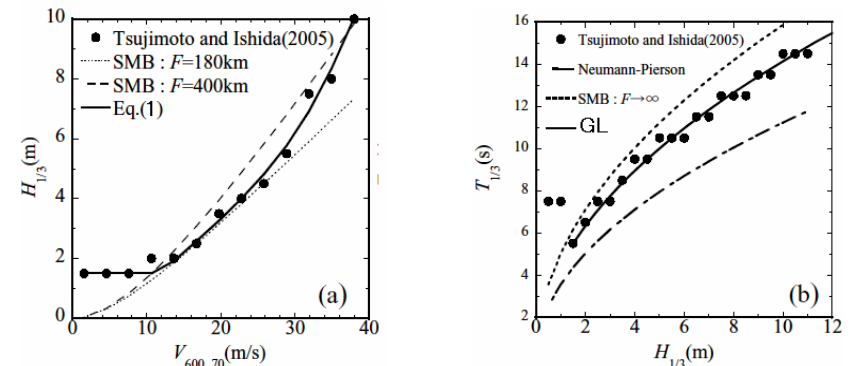 10
8
6
4
2
0
H1/3(m)
Tsujimoto and Ishida(2005)
SMB : F=180km
SMB : F=400km
Eq.(1)
(a)
0 10 20 30 40
V600_70(m/s)
16
14
12
10
8
6
4
2
T1/3(s)
Tsujimoto and Ishida(2005)
Neumann-Pierson
SMB : F→∞
GL
(b)
0 2 4 6 8 10 12
H1/3(m)